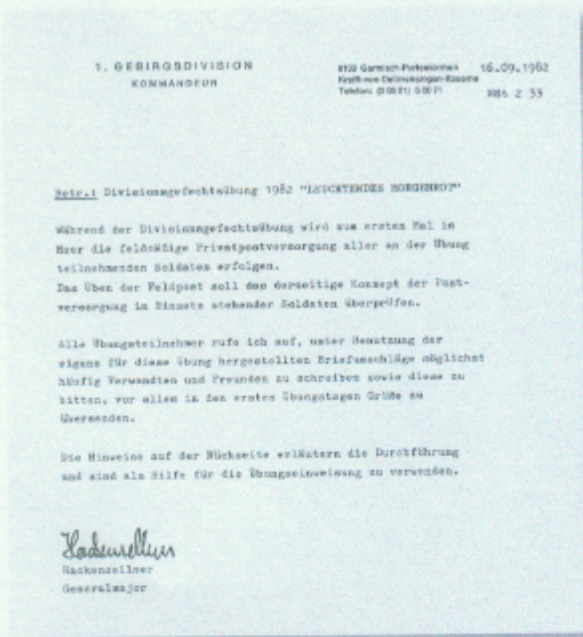 1. GEBIRGSDIVISION
KOMMANDEUR
8100 Garmisch-Partenkirchen
16.09.1982
Krafft-von-Dellmensingen-Kaserne
Telefon:
App 2 33
Betr.: Divisionsgefechtsübung 1982 "LEUCHTENDES MORGENROT"
Während der Divisionsgefechtsübung wird zum ersten Mal im
Heer die feldmäßige Privatpostversorgung aller an der Übung
teilnehmenden Soldaten erfolgen.
Das Üben der Feldpost soll das derzeitige Konzept der Post-
versorgung im Einsatz stehender Soldaten überprüfen.
Alle Übungsteilnehmer rufe ich auf, unter Benutzung der
eigens für diese Übung hergestellten Briefumschläge möglichst
häufig Verwandten und Freunden zu schreiben sowie diese zu
bitten, vor allem in den ersten Übungstagen Grüße zu
übersenden.
Die Hinweise auf der Rückseite erläutern die Durchführung
und sind als Hilfe für die Übungseinweisung zu verwenden.
Hackensellner
Hackensellner
Generalmajor